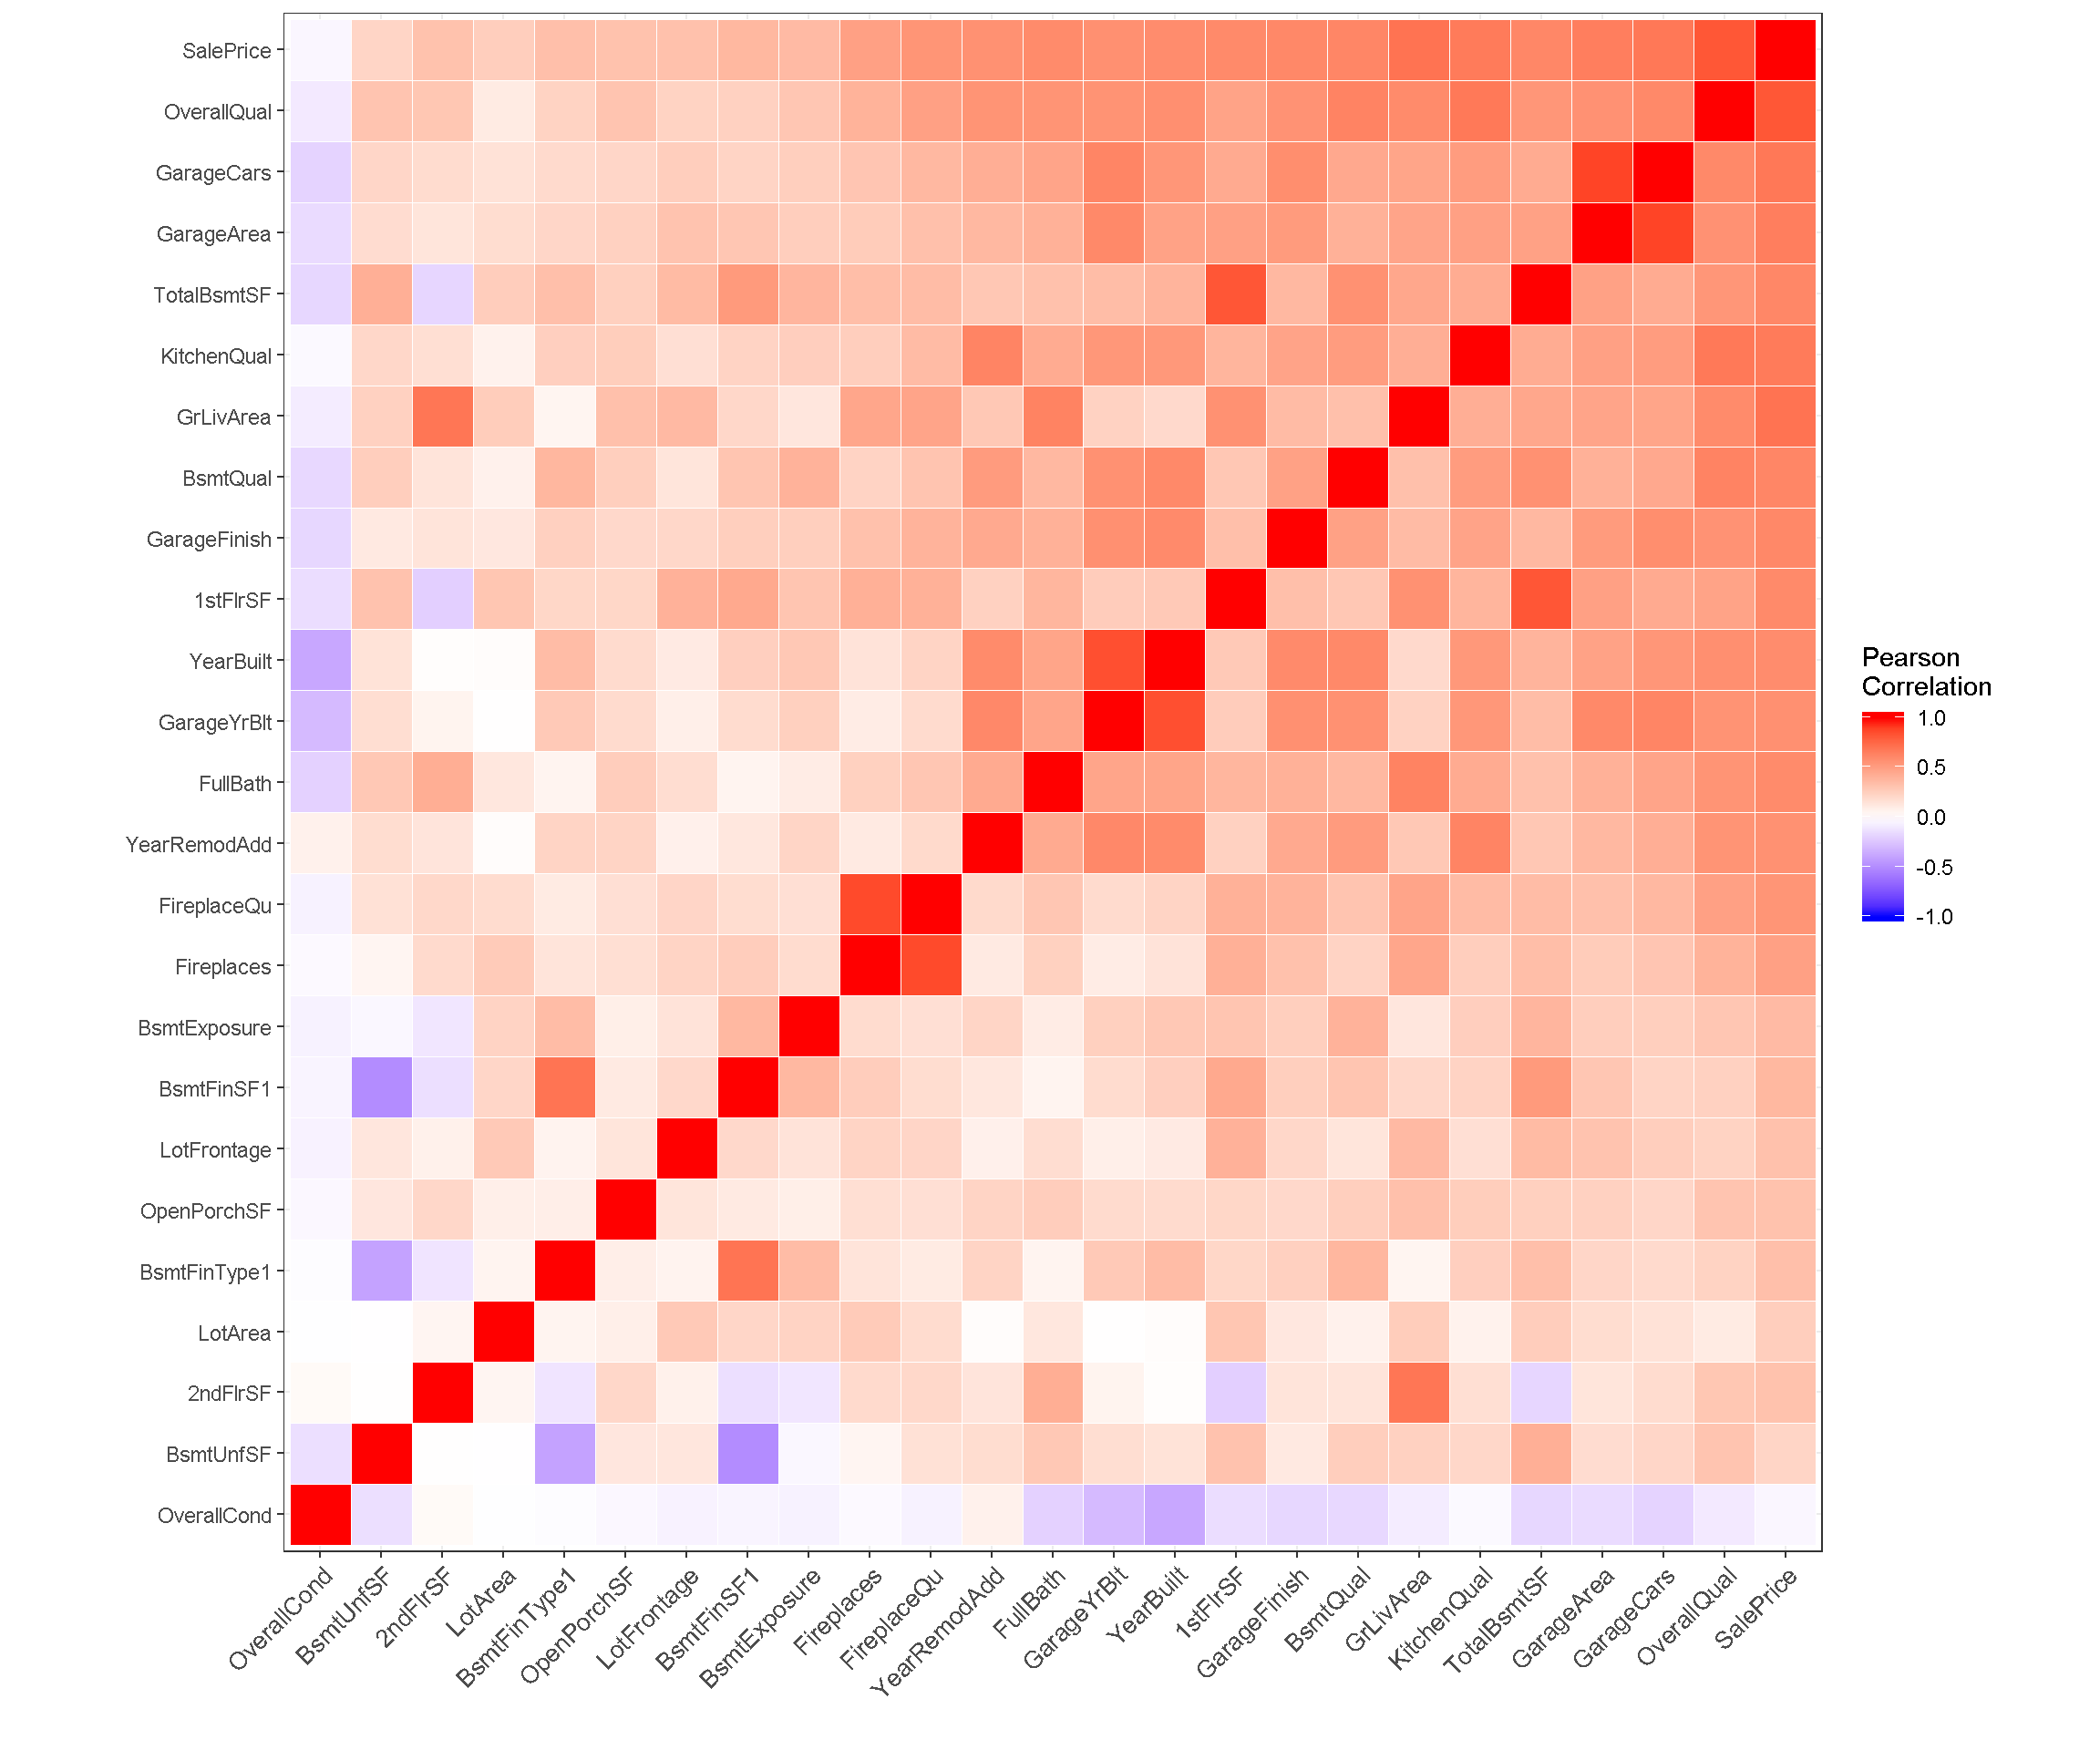 SalePrice
OverallQual
GarageCars
GarageArea
TotalBsmtSF
KitchenQual
GrLivArea
BsmtQual
GarageFinish
1stFlrSF
YearBuilt
GarageYrBlt
FullBath
YearRemodAdd
FireplaceQu
Fireplaces
BsmtExposure
BsmtFinSF1
LotFrontage
OpenPorchSF
BsmtFinType1
LotArea
2ndFlrSF
BsmtUnfSF
OverallCond
OverallCond
BsmtUnfSF
2ndFlrSF
LotArea
BsmtFinType1
OpenPorchSF
LotFrontage
BsmtFinSF1
BsmtExposure
Fireplaces
FireplaceQu
YearRemodAdd
FullBath
GarageYrBlt
YearBuilt
1stFlrSF
GarageFinish
BsmtQual
GrLivArea
KitchenQual
TotalBsmtSF
GarageArea
GarageCars
OverallQual
SalePrice
Pearson
Correlation
1.0
0.5
0.0
-0.5
-1.0